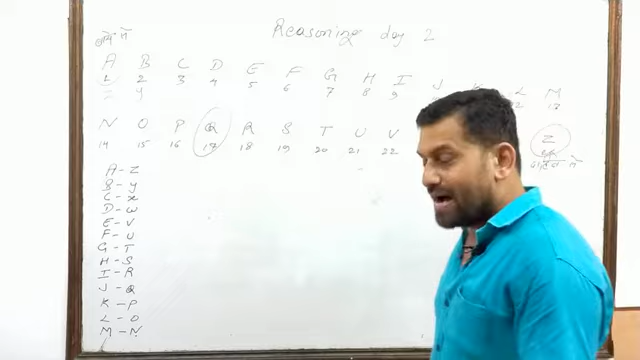 Reasoning day 2
A B C D E F G H I J L M
1 2 3 4 5 6 7 8 9 13
N O P Q R S T U V Z
14 15 16 17 18 19 20 21 22
A - Z
B - y
C - x
D - W
E - V
F - U
G - T
H - S
I - R
J - Q
K - P
L - O
M - N